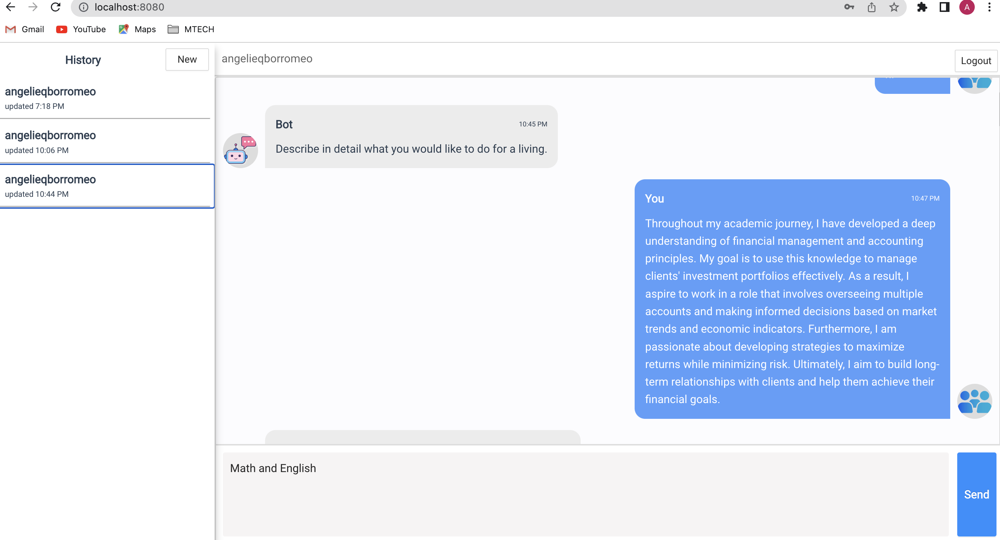 localhost:8080
A
Gmail
YouTube
Maps
MTECH
History
New
angelieqborromeo
Logout
angelieqborromeo
updated 7:18 PM
angelieqborromeo
updated 10:06 PM
angelieqborromeo
updated 10:44 PM
Bot
10:45 PM
Describe in detail what you would like to do for a living.
You
10:47 PM
Throughout my academic journey, I have developed a deep
understanding of financial management and accounting
principles. My goal is to use this knowledge to manage
clients' investment portfolios effectively. As a result, I
aspire to work in a role that involves overseeing multiple
accounts and making informed decisions based on market
trends and economic indicators. Furthermore, I am
passionate about developing strategies to maximize
returns while minimizing risk. Ultimately, I aim to build long-
term relationships with clients and help them achieve their
financial goals.
Math and English
Send